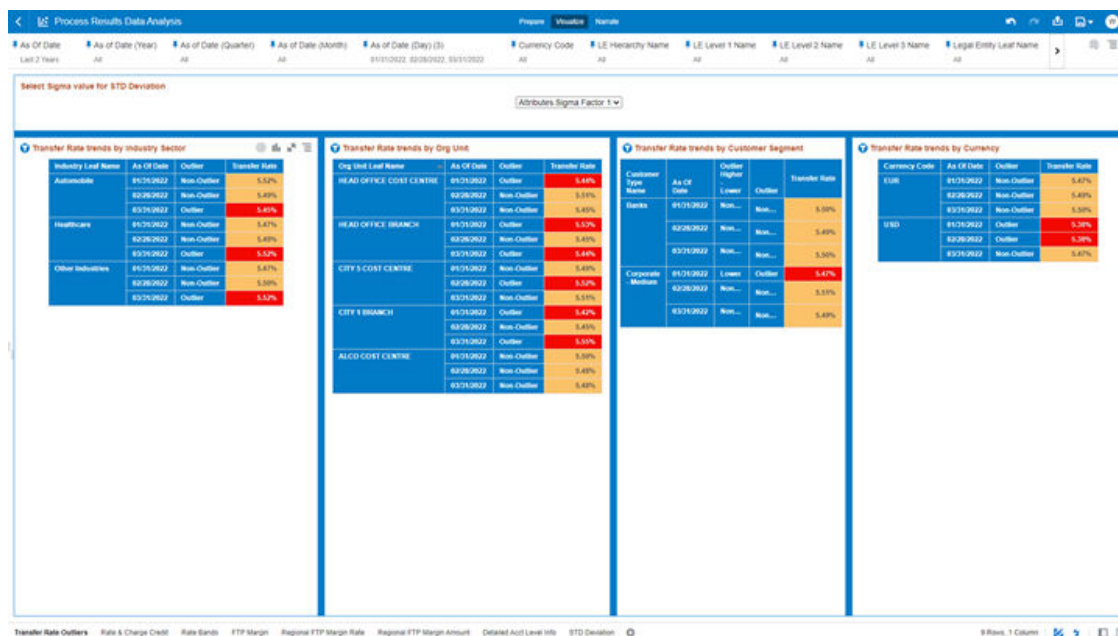 Process Results Data Analysis
Prepare Visualize Narrate
As Of Date As of Date (Year) As of Date (Quarter) As of Date (Month) As of Date (Day) (3) Currency Code LE Hierarchy Name LE Level 1 Name LE Level 2 Name LE Level 3 Name Legal Entity Leaf Name
Last 2 Years All All All 01/31/2022, 02/28/2022, 03/31/2022 All All All All All All
Select Sigma value for STD Deviation
Attributes Sigma Factor 1
Transfer Rate trends by Industry Sector
Industry Leaf Name As Of Date Outlier Transfer Rate
Automobile 01/31/2022 Non-Outlier 5.52%
02/28/2022 Non-Outlier 5.49%
03/31/2022 Outlier 5.45%
Healthcare 01/31/2022 Non-Outlier 5.47%
02/28/2022 Non-Outlier 5.49%
03/31/2022 Outlier 5.52%
Other Industries 01/31/2022 Non-Outlier 5.47%
02/28/2022 Non-Outlier 5.50%
03/31/2022 Outlier 5.52%
Transfer Rate trends by Org Unit
Org Unit Leaf Name As Of Date Outlier Transfer Rate
HEAD OFFICE COST CENTRE 01/31/2022 Outlier 5.44%
02/28/2022 Non-Outlier 5.51%
03/31/2022 Non-Outlier 5.45%
HEAD OFFICE BRANCH 01/31/2022 Outlier 5.53%
02/28/2022 Non-Outlier 5.45%
03/31/2022 Outlier 5.44%
CITY 5 COST CENTRE 01/31/2022 Non-Outlier 5.49%
02/28/2022 Outlier 5.52%
03/31/2022 Non-Outlier 5.51%
CITY 1 BRANCH 01/31/2022 Outlier 5.42%
02/28/2022 Non-Outlier 5.45%
03/31/2022 Outlier 5.55%
ALCO COST CENTRE 01/31/2022 Non-Outlier 5.50%
02/28/2022 Non-Outlier
03/31/2022 Non-Outlier
Transfer Rate trends by Customer Segment
Customer Type Name As Of Date Outlier Higher - Lower Outlier Transfer Rate
Banks 01/31/2022 Non... Non... 5.50%
02/28/2022 Non... Non... 5.49%
03/31/2022 Non... Non... 5.50%
Corporate - Medium 01/31/2022 Lower Outlier 5.47%
02/28/2022 Non... Non... 5.51%
03/31/2022 Non... Non... 5.49%
Transfer Rate trends by Currency
Currency Code As Of Date Outlier Transfer Rate
EUR 01/31/2022 Non-Outlier 5.47%
02/28/2022 Non-Outlier 5.49%
03/31/2022 Non-Outlier 5.50%
USD 01/31/2022 Outlier 5.38%
02/28/2022 Outlier 5.38%
03/31/2022 Non-Outlier 5.47%
Transfer Rate Outliers Rate & Charge Credit Rate Bands FTP Margin Regional FTP Margin Rate Regional FTP Margin Amount Detailed Acct Level Info STD Deviation
9 Rows, 1 Column